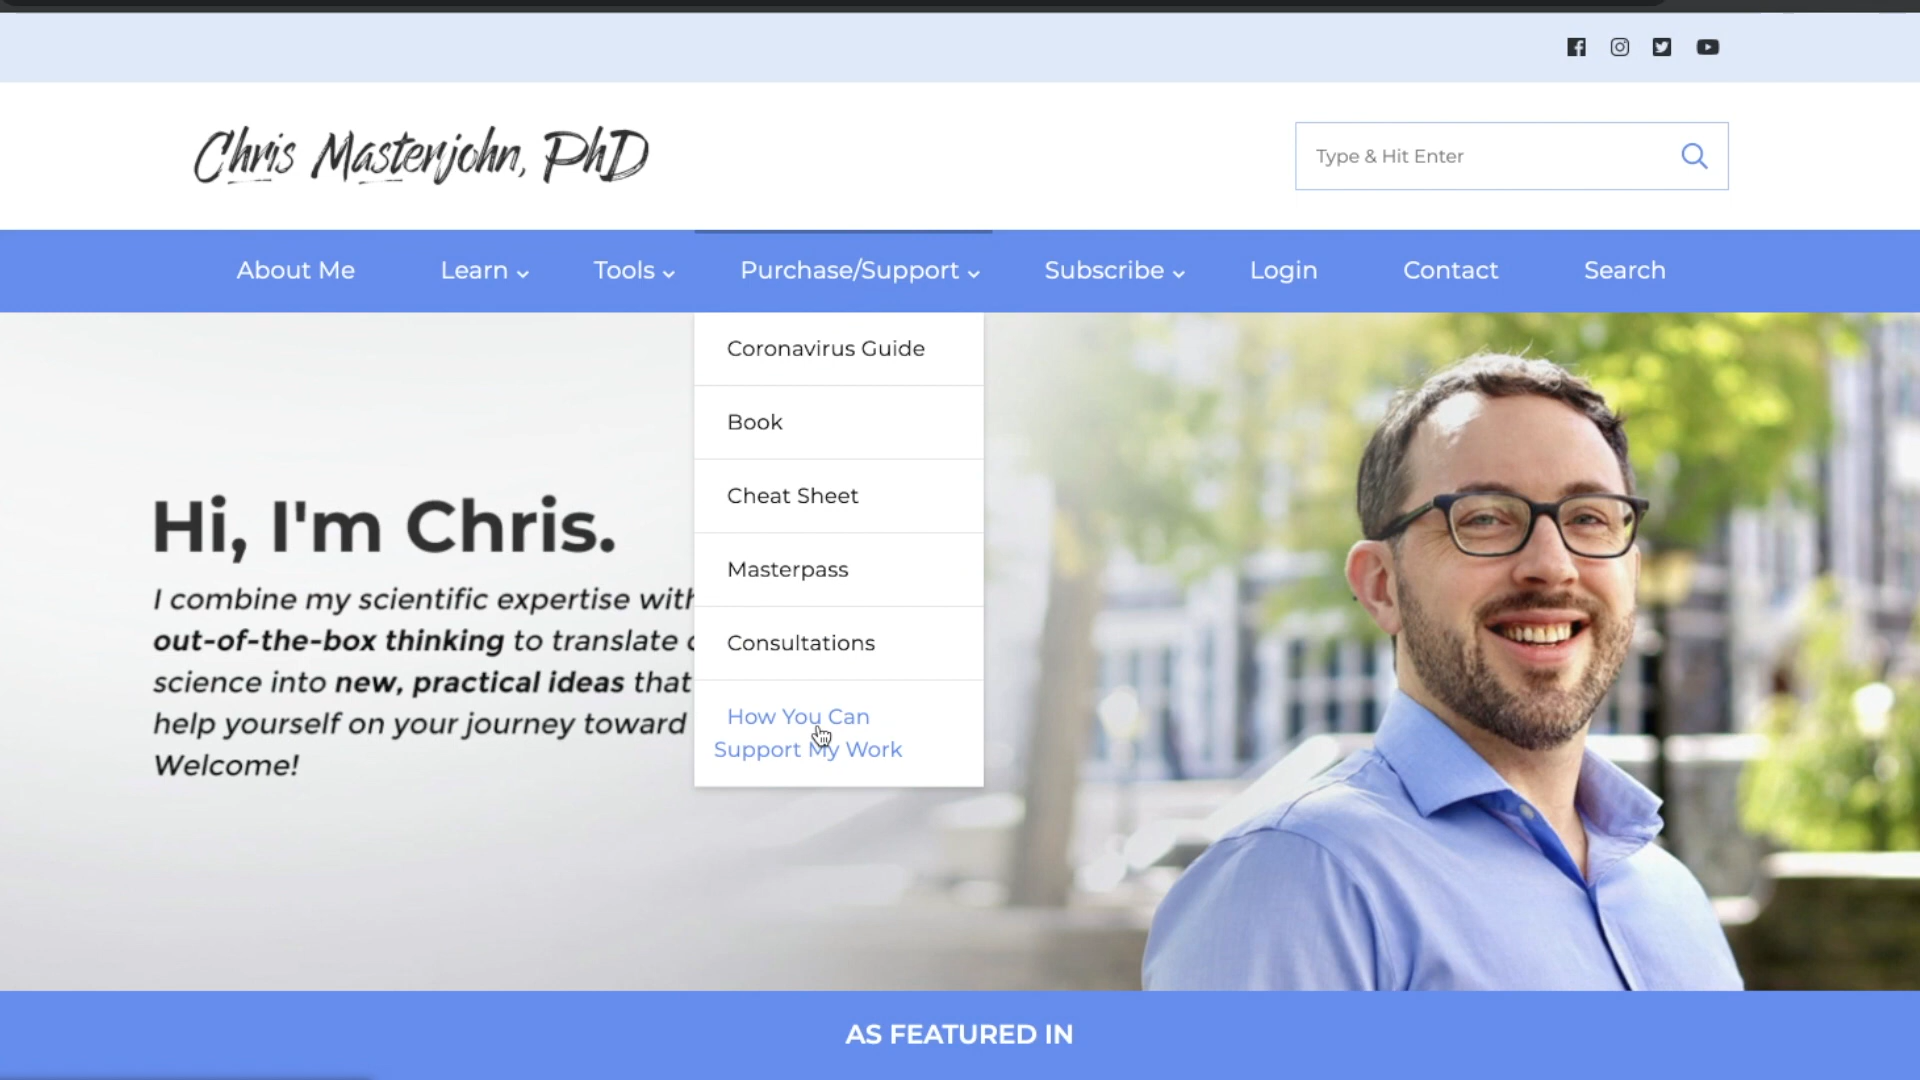 Chris Masterjohn, PhD
Type & Hit Enter
About Me
Learn
Tools
Purchase/Support
Subscribe
Login
Contact
Search
Coronavirus Guide
Book
Cheat Sheet
Masterpass
Consultations
How You Can
Support My Work
Hi, I'm Chris.
I combine my scientific expertise with
out-of-the-box thinking to translate
science into new, practical ideas that
help yourself on your journey toward
Welcome!
AS FEATURED IN